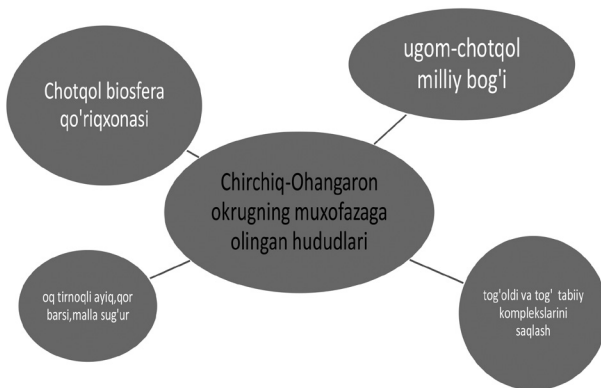 Chotqol biosfera
qo'riqxonasi
ugom-chotqol
milliy bog'i
Chirchiq-Ohangaron
okrugning muxofazaga
olingan hududlari
oq tirnoqli ayiq,qor
barsi,malla sug'ur
tog'oldi va tog' tabiiy
komplekslarini
saqlash